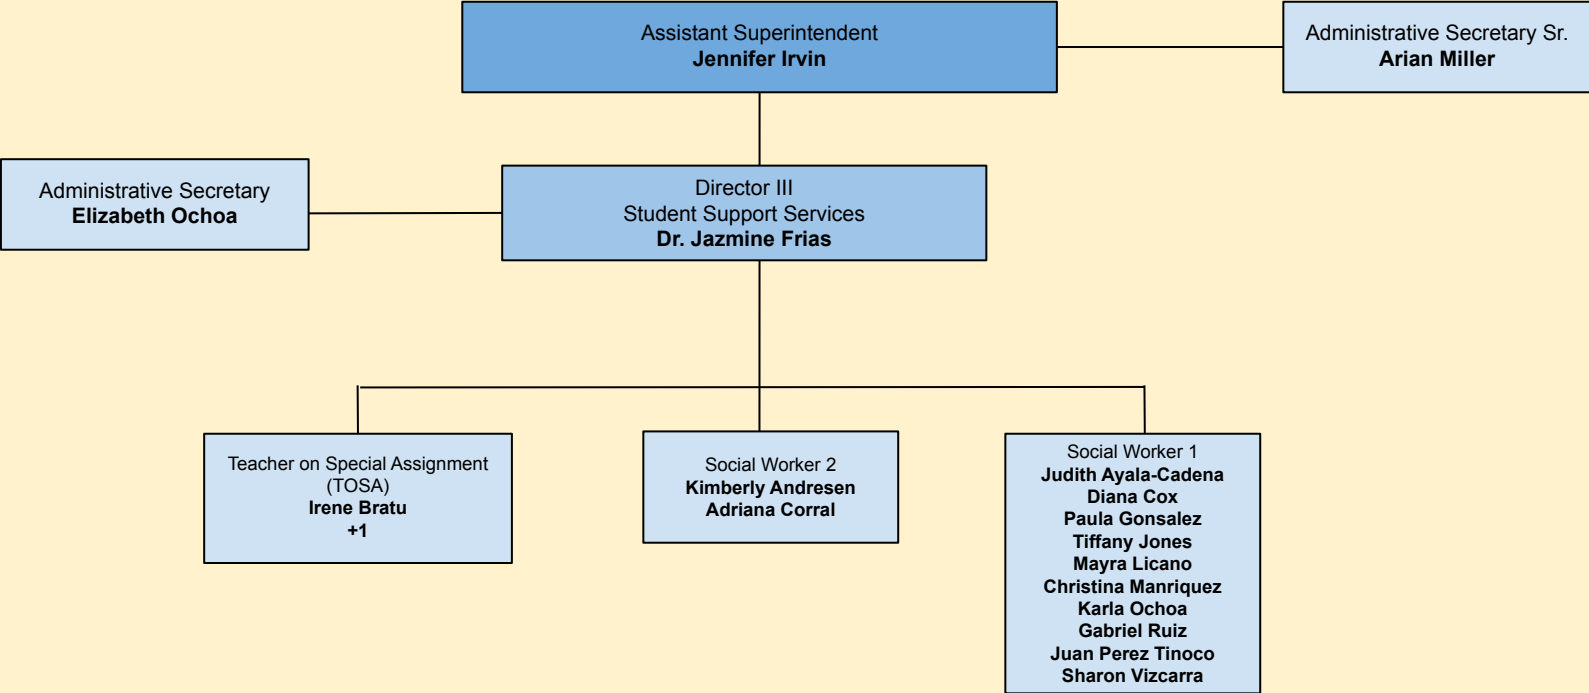 Assistant Superintendent
Jennifer Irvin
Administrative Secretary Sr.
Arian Miller
Administrative Secretary
Elizabeth Ochoa
Director III
Student Support Services
Dr. Jazmine Frias
Teacher on Special Assignment
(TOSA)
Irene Bratu
+1
Social Worker 2
Kimberly Andresen
Adriana Corral
Social Worker 1
Judith Ayala-Cadena
Diana Cox
Paula Gonsalez
Tiffany Jones
Mayra Licano
Christina Manriquez
Karla Ochoa
Gabriel Ruiz
Juan Perez Tinoco
Sharon Vizcarra